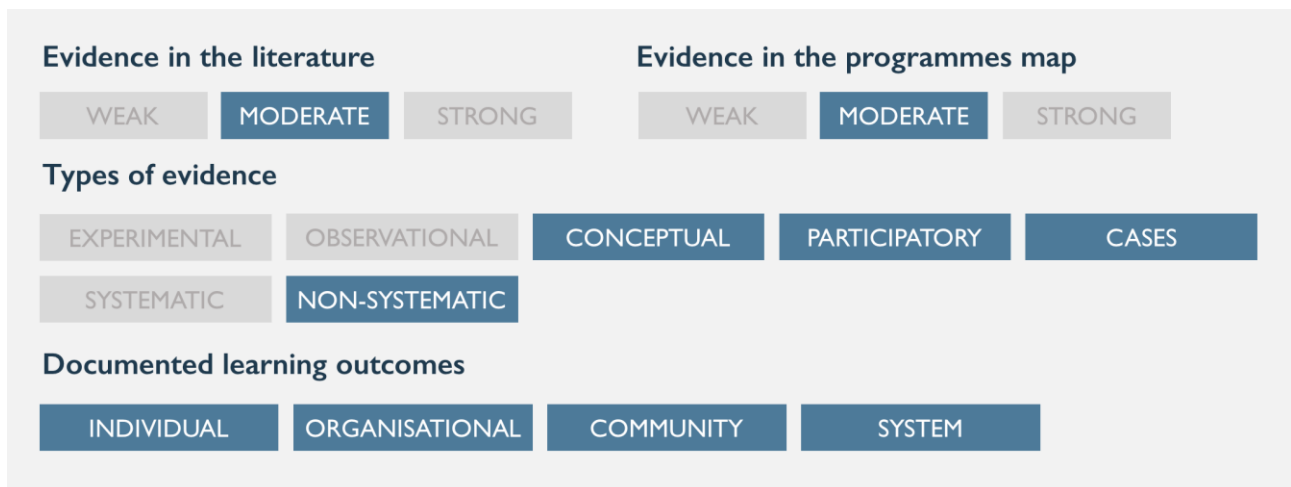 Evidence in the literature
Evidence in the programmes map
WEAK MODERATE STRONG
WEAK MODERATE STRONG
Types of evidence
EXPERIMENTAL OBSERVATIONAL CONCEPTUAL PARTICIPATORY CASES
SYSTEMATIC NON-SYSTEMATIC
Documented learning outcomes
INDIVIDUAL ORGANISATIONAL COMMUNITY SYSTEM